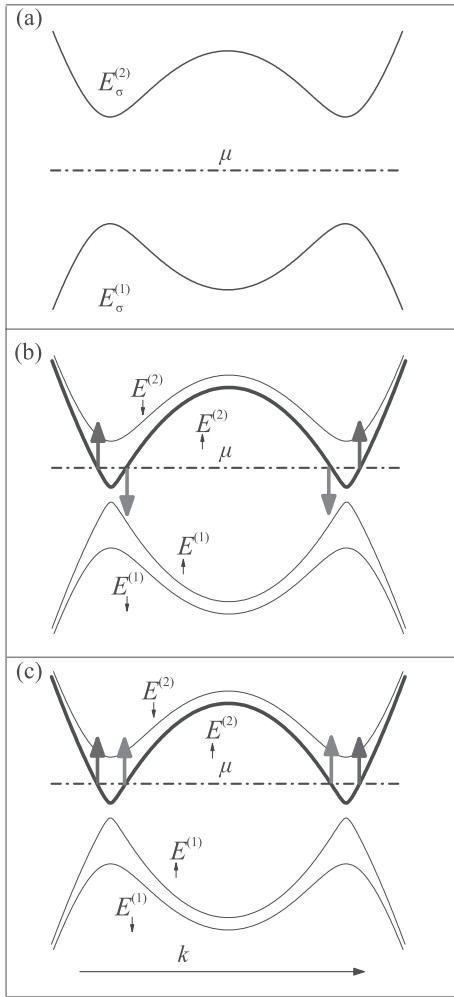 (a)
E_σ^(2)
μ
E_σ^(1)
(b)
E_↓^(2)
E_↑^(2)
μ
E_↑^(1)
E_↓^(1)
(c)
E_↓^(2)
E_↑^(2)
μ
E_↑^(1)
E_↓^(1)
k